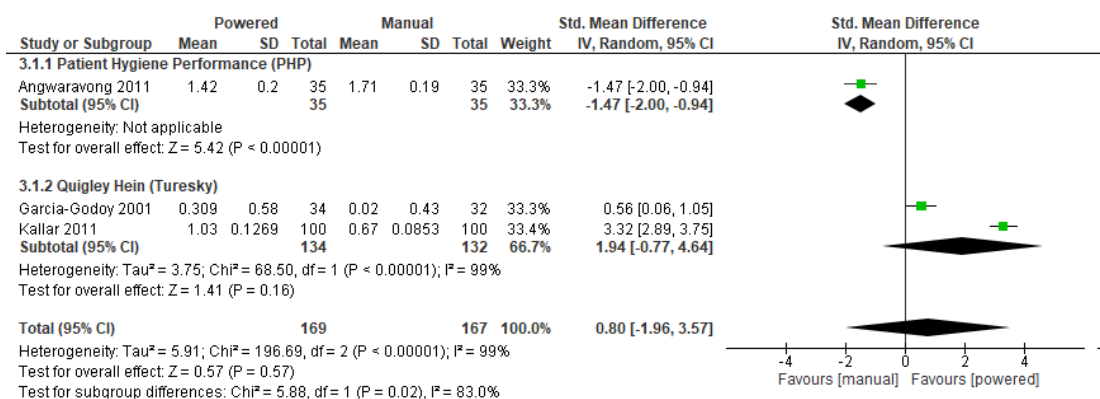 Powered Manual Std. Mean Difference Std. Mean Difference
Study or Subgroup Mean SD Total Mean SD Total Weight IV, Random, 95% CI IV, Random, 95% CI
3.1.1 Patient Hygiene Performance (PHP)
Angwaravong 2011 1.42 0.2 35 1.71 0.19 35 33.3% -1.47 [-2.00, -0.94]
Subtotal (95% CI) 35 35 33.3% -1.47 [-2.00, -0.94]
Heterogeneity: Not applicable
Test for overall effect: Z = 5.42 (P < 0.00001)
3.1.2 Quigley Hein (Turesky)
Garcia-Godoy 2001 0.309 0.58 34 0.02 0.43 32 33.3% 0.56 [0.06, 1.05]
Kallar 2011 1.03 0.1269 100 0.67 0.0853 100 33.4% 3.32 [2.89, 3.75]
Subtotal (95% CI) 134 132 66.7% 1.94 [-0.77, 4.64]
Heterogeneity: Tau² = 3.75; Chi² = 68.50, df = 1 (P < 0.00001); I² = 99%
Test for overall effect: Z = 1.41 (P = 0.16)
Total (95% CI) 169 167 100.0% 0.80 [-1.96, 3.57]
Heterogeneity: Tau² = 5.91; Chi² = 196.69, df = 2 (P < 0.00001); I² = 99%
Test for overall effect: Z = 0.57 (P = 0.57)
Test for subgroup differences: Chi² = 5.88, df = 1 (P = 0.02), I² = 83.0%
-4 -2 0 2 4
Favours [manual] Favours [powered]